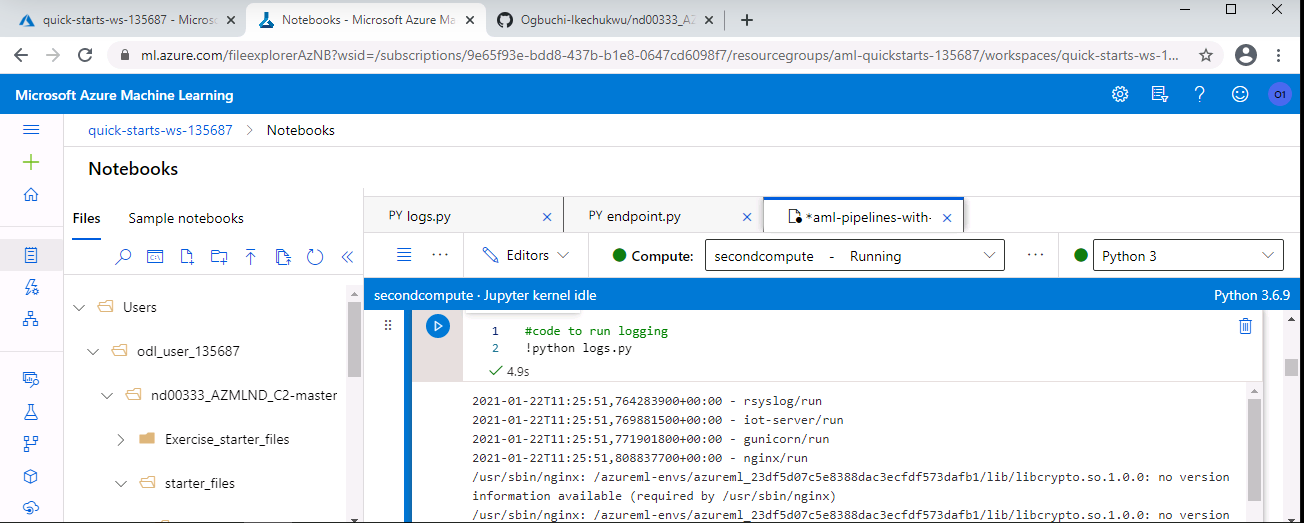 quick-starts-ws-135687 - Micros
Notebooks - Microsoft Azure Ma
Ogbuchi-Ikechukwu/nd00333_AZ
ml.azure.com/fileexplorerAzNB?wsid=/subscriptions/9e65f93e-bdd8-437b-b1e8-0647cd6098f7/resourcegroups/aml-quickstarts-135687/workspaces/quick-starts-ws-1...
Microsoft Azure Machine Learning
O1
quick-starts-ws-135687 > Notebooks
Notebooks
Files
Sample notebooks
PY logs.py
PY endpoint.py
*aml-pipelines-with-
Editors
Compute:
secondcompute - Running
Python 3
secondcompute · Jupyter kernel idle
Python 3.6.9
Users
odl_user_135687
nd00333_AZMLND_C2-master
Exercise_starter_files
starter_files
1 #code to run logging
2 !python logs.py
4.9s
2021-01-22T11:25:51,764283900+00:00 - rsyslog/run
2021-01-22T11:25:51,769881500+00:00 - iot-server/run
2021-01-22T11:25:51,771901800+00:00 - gunicorn/run
2021-01-22T11:25:51,808837700+00:00 - nginx/run
/usr/sbin/nginx: /azureml-envs/azureml_23df5d07c5e8388dac3ecfdf573dafb1/lib/libcrypto.so.1.0.0: no version
information available (required by /usr/sbin/nginx)
/usr/sbin/nginx: /azureml-envs/azureml_23df5d07c5e8388dac3ecfdf573dafb1/lib/libcrypto.so.1.0.0: no version